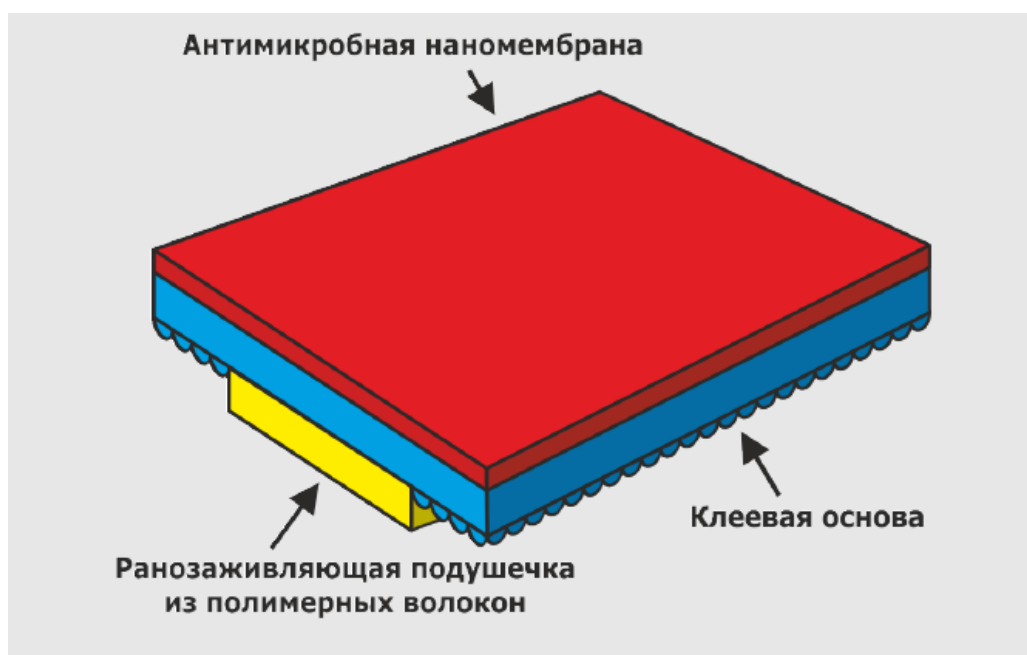 Антимикробная наномембрана
Клеевая основа
Ранозаживляющая подушечка
из полимерных волокон